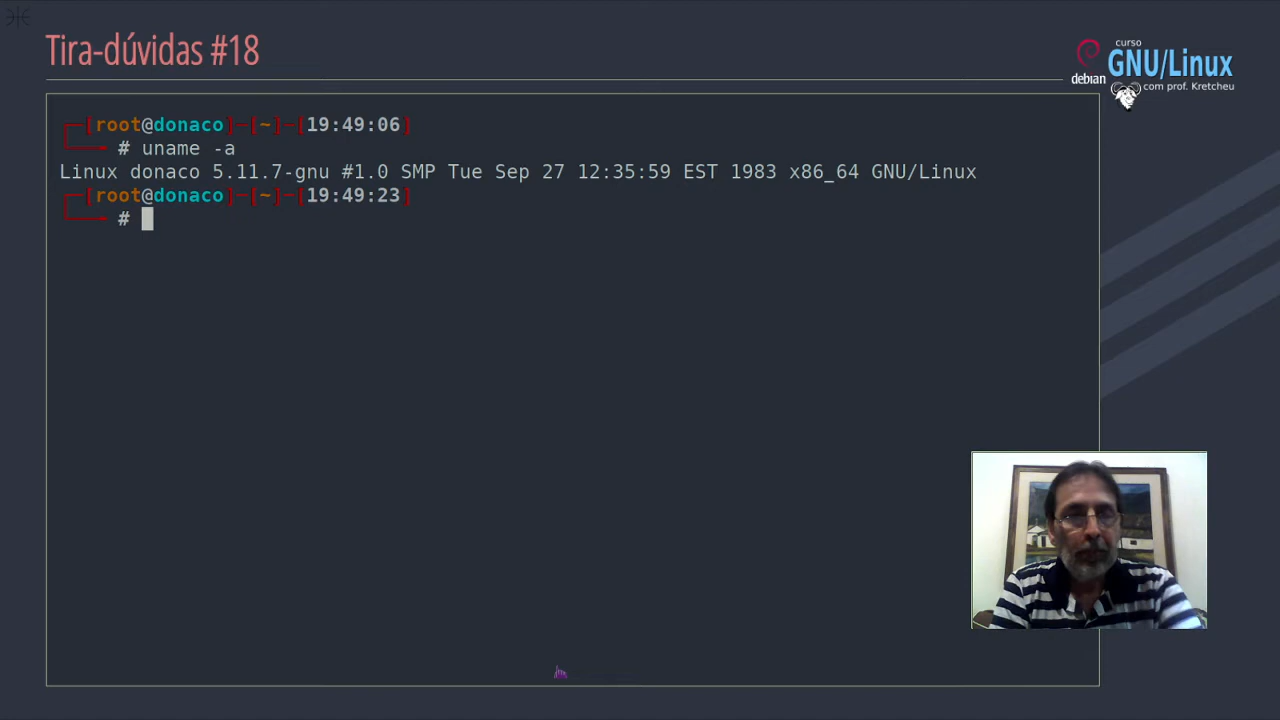 Tira-dúvidas #18
curso
GNU/Linux
debian
com prof. Kretcheu
[root@donaco]-[~]-[19:49:06]
# uname -a
Linux donaco 5.11.7-gnu #1.0 SMP Tue Sep 27 12:35:59 EST 1983 x86_64 GNU/Linux
[root@donaco]-[~]-[19:49:23]
#